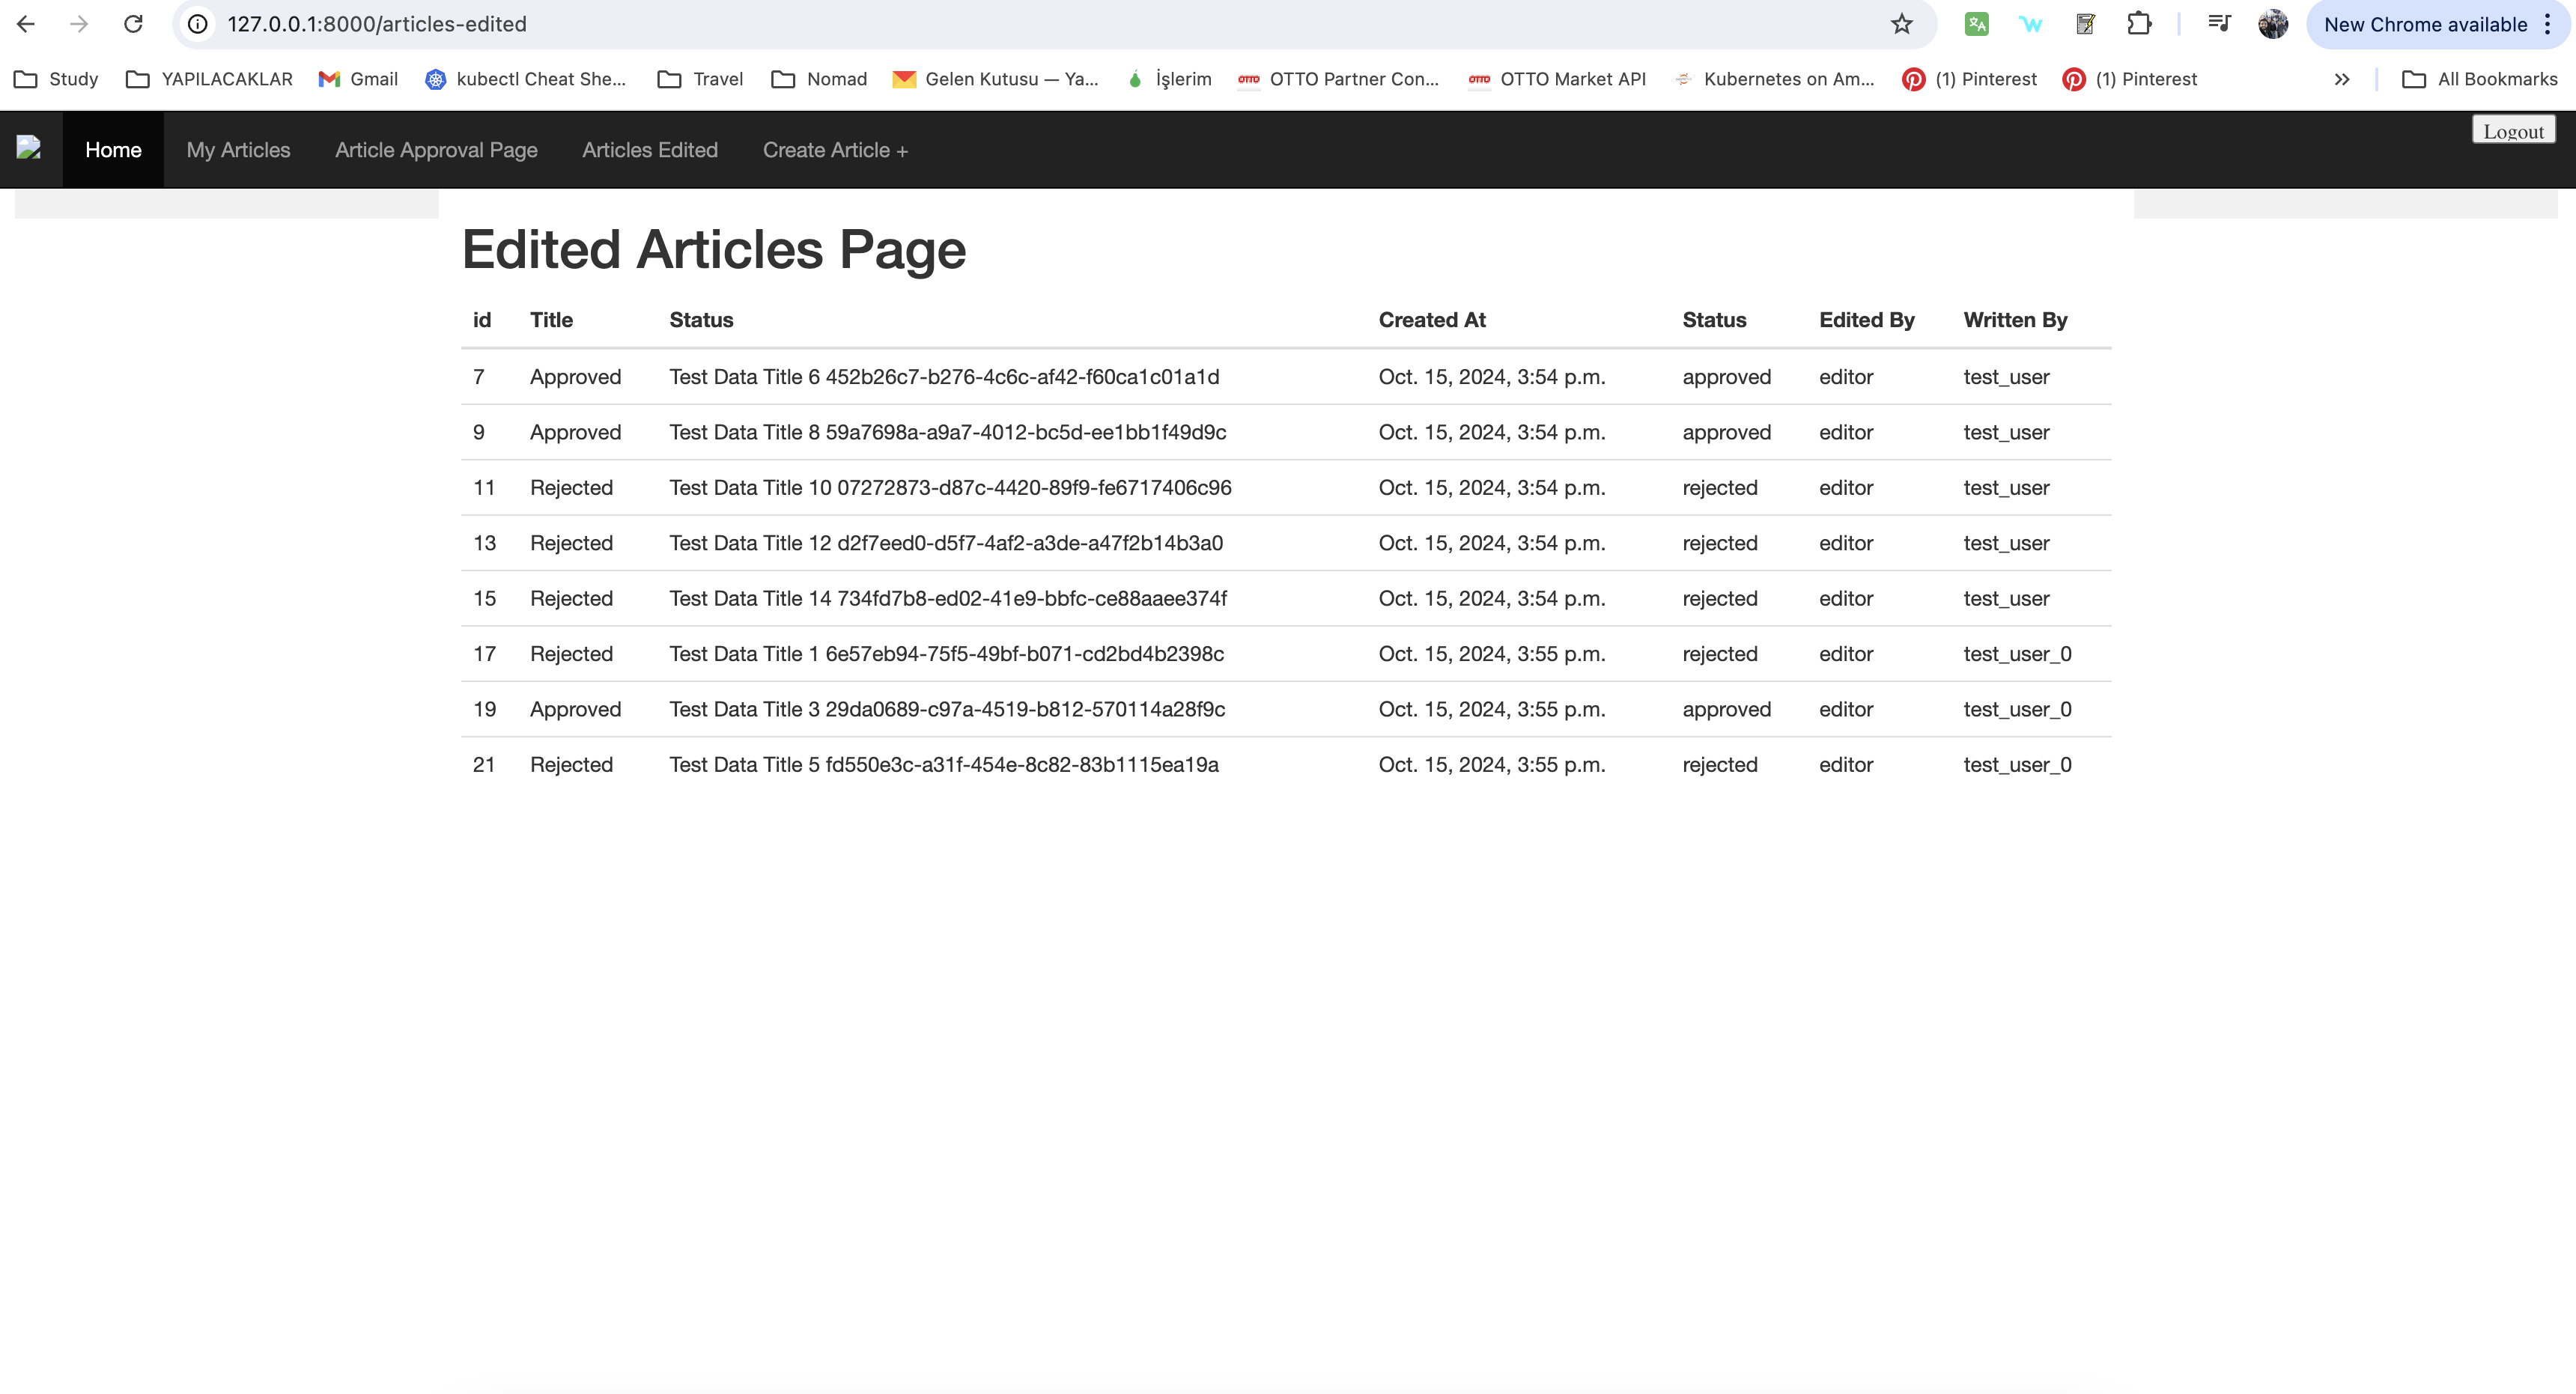 127.0.0.1:8000/articles-edited New Chrome available
Study YAPILACAKLAR Gmail kubectl Cheat She... Travel Nomad Gelen Kutusu — Ya... İşlerim OTTO OTTO Partner Con... OTTO OTTO Market API Kubernetes on Am... (1) Pinterest (1) Pinterest » All Bookmarks
Home My Articles Article Approval Page Articles Edited Create Article + Logout
Edited Articles Page
id Title Status Created At Status Edited By Written By
7 Approved Test Data Title 6 452b26c7-b276-4c6c-af42-f60ca1c01a1d Oct. 15, 2024, 3:54 p.m. approved editor test_user
9 Approved Test Data Title 8 59a7698a-a9a7-4012-bc5d-ee1bb1f49d9c Oct. 15, 2024, 3:54 p.m. approved editor test_user
11 Rejected Test Data Title 10 07272873-d87c-4420-89f9-fe6717406c96 Oct. 15, 2024, 3:54 p.m. rejected editor test_user
13 Rejected Test Data Title 12 d2f7eed0-d5f7-4af2-a3de-a47f2b14b3a0 Oct. 15, 2024, 3:54 p.m. rejected editor test_user
15 Rejected Test Data Title 14 734fd7b8-ed02-41e9-bbfc-ce88aaee374f Oct. 15, 2024, 3:54 p.m. rejected editor test_user
17 Rejected Test Data Title 1 6e57eb94-75f5-49bf-b071-cd2bd4b2398c Oct. 15, 2024, 3:55 p.m. rejected editor test_user_0
19 Approved Test Data Title 3 29da0689-c97a-4519-b812-570114a28f9c Oct. 15, 2024, 3:55 p.m. approved editor test_user_0
21 Rejected Test Data Title 5 fd550e3c-a31f-454e-8c82-83b1115ea19a Oct. 15, 2024, 3:55 p.m. rejected editor test_user_0